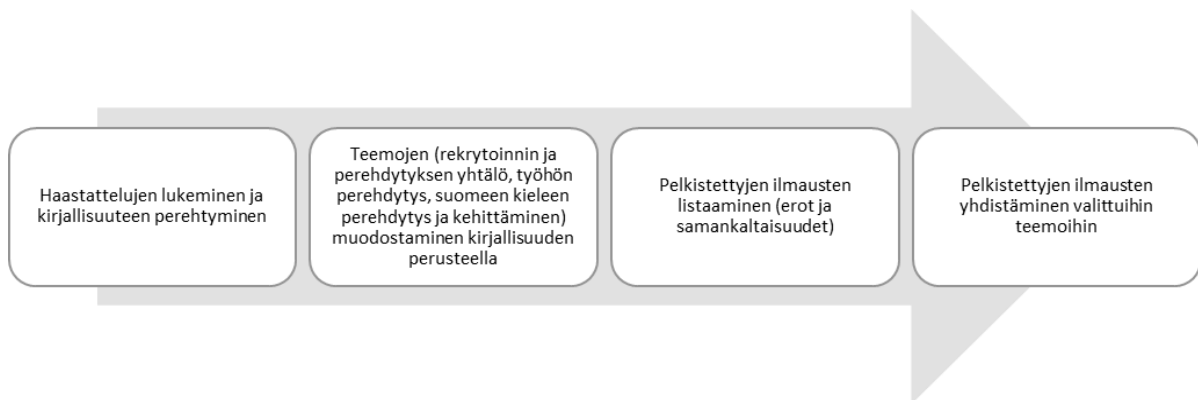 Haastattelujen lukeminen ja
kirjallisuuteen perehtyminen
Teemojen (rekrytoinnin ja
perehdytyksen yhtälö, työhön
perehdytys, suomeen kieleen
perehdytys ja kehittäminen)
muodostaminen kirjallisuuden
perusteella
Pelkistettyjen ilmausten
listaaminen (erot ja
samankaltaisuudet)
Pelkistettyjen ilmausten
yhdistäminen valittuihin
teemoihin